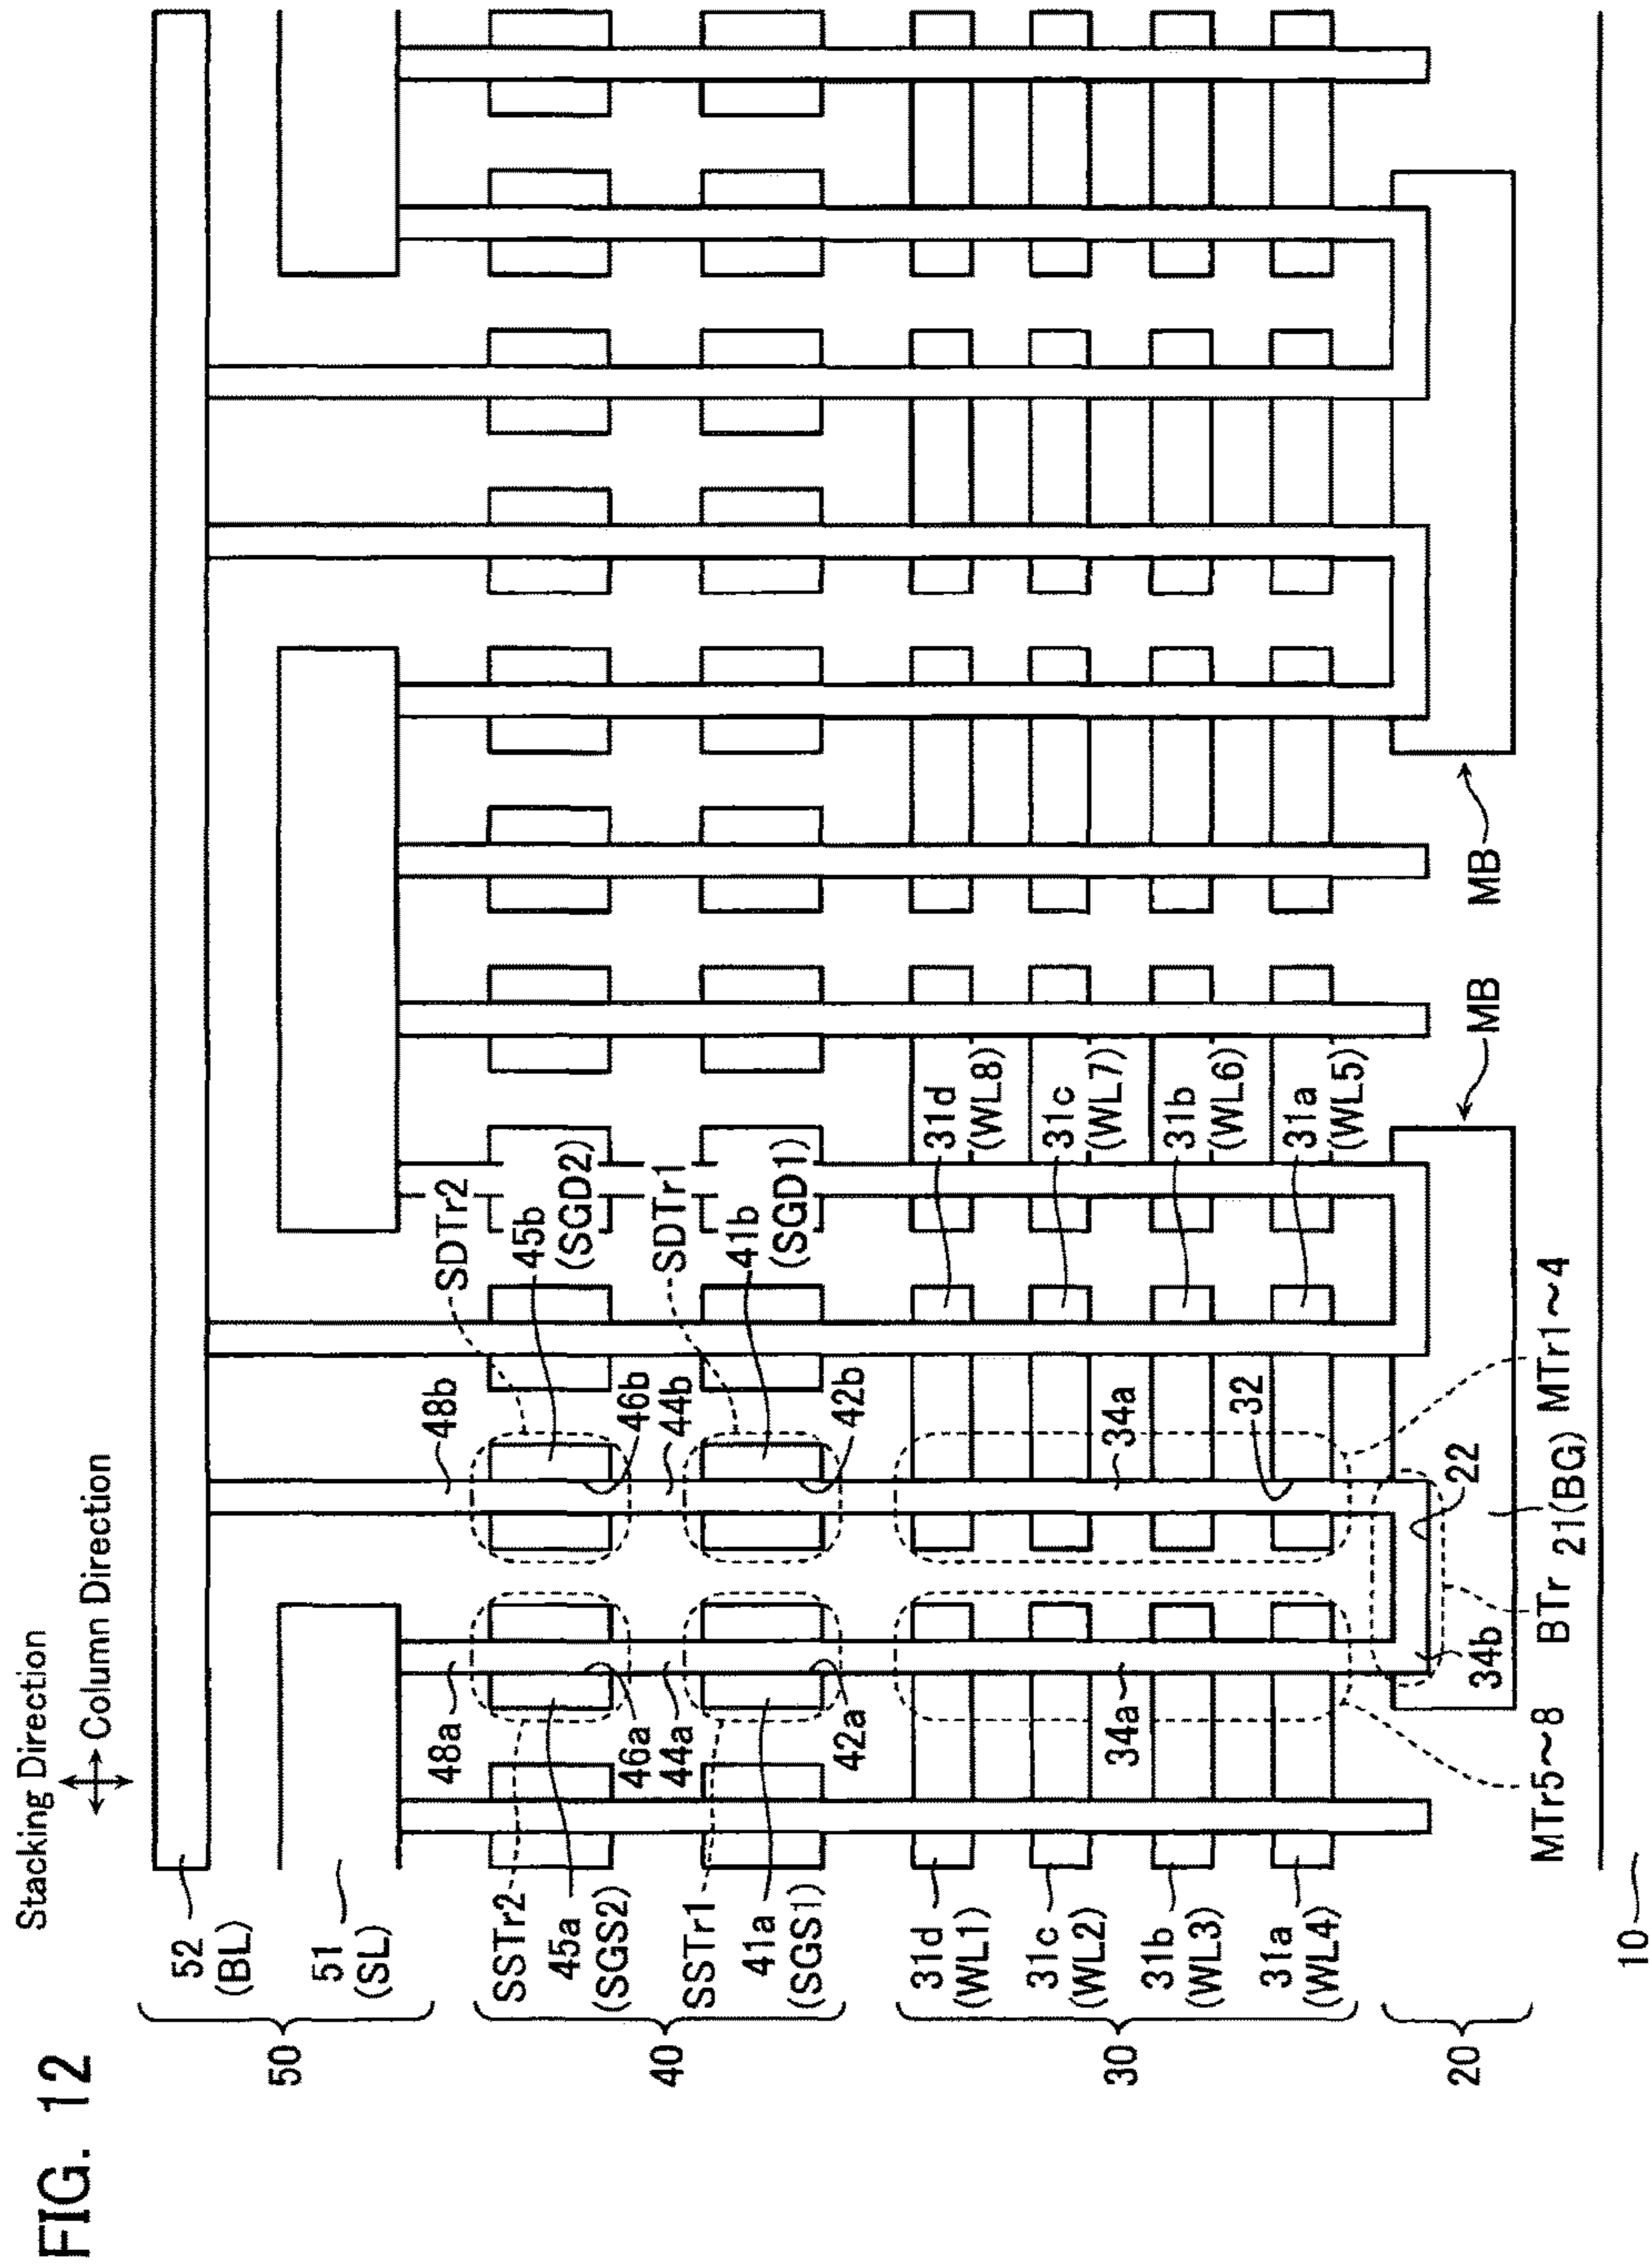 FIG. 12
Stacking Direction
Column Direction
50
52
(BL)
51
(SL)
40
SSTr2
45a
(SGS2)
SSTr1
41a
(SGS1)
48a
46a
44a
42a
48b
46b
44b
42b
SDTr2
45b
(SGD2)
SDTr1
41b
(SGD1)
30
31d
(WL1)
31c
(WL2)
31b
(WL3)
31a
(WL4)
34a
34a
32
31d
(WL8)
31c
(WL7)
31b
(WL6)
31a
(WL5)
20
34b
22
MB
MB
MTr5~8
BTr
21(BG)
MTr1~4
10